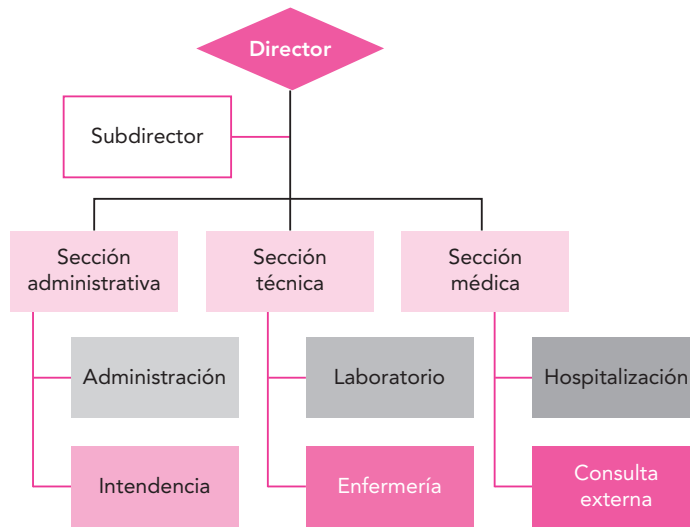 Director
Subdirector
Sección
administrativa
Sección
técnica
Sección
médica
Administración
Laboratorio
Hospitalización
Intendencia
Enfermería
Consulta
externa